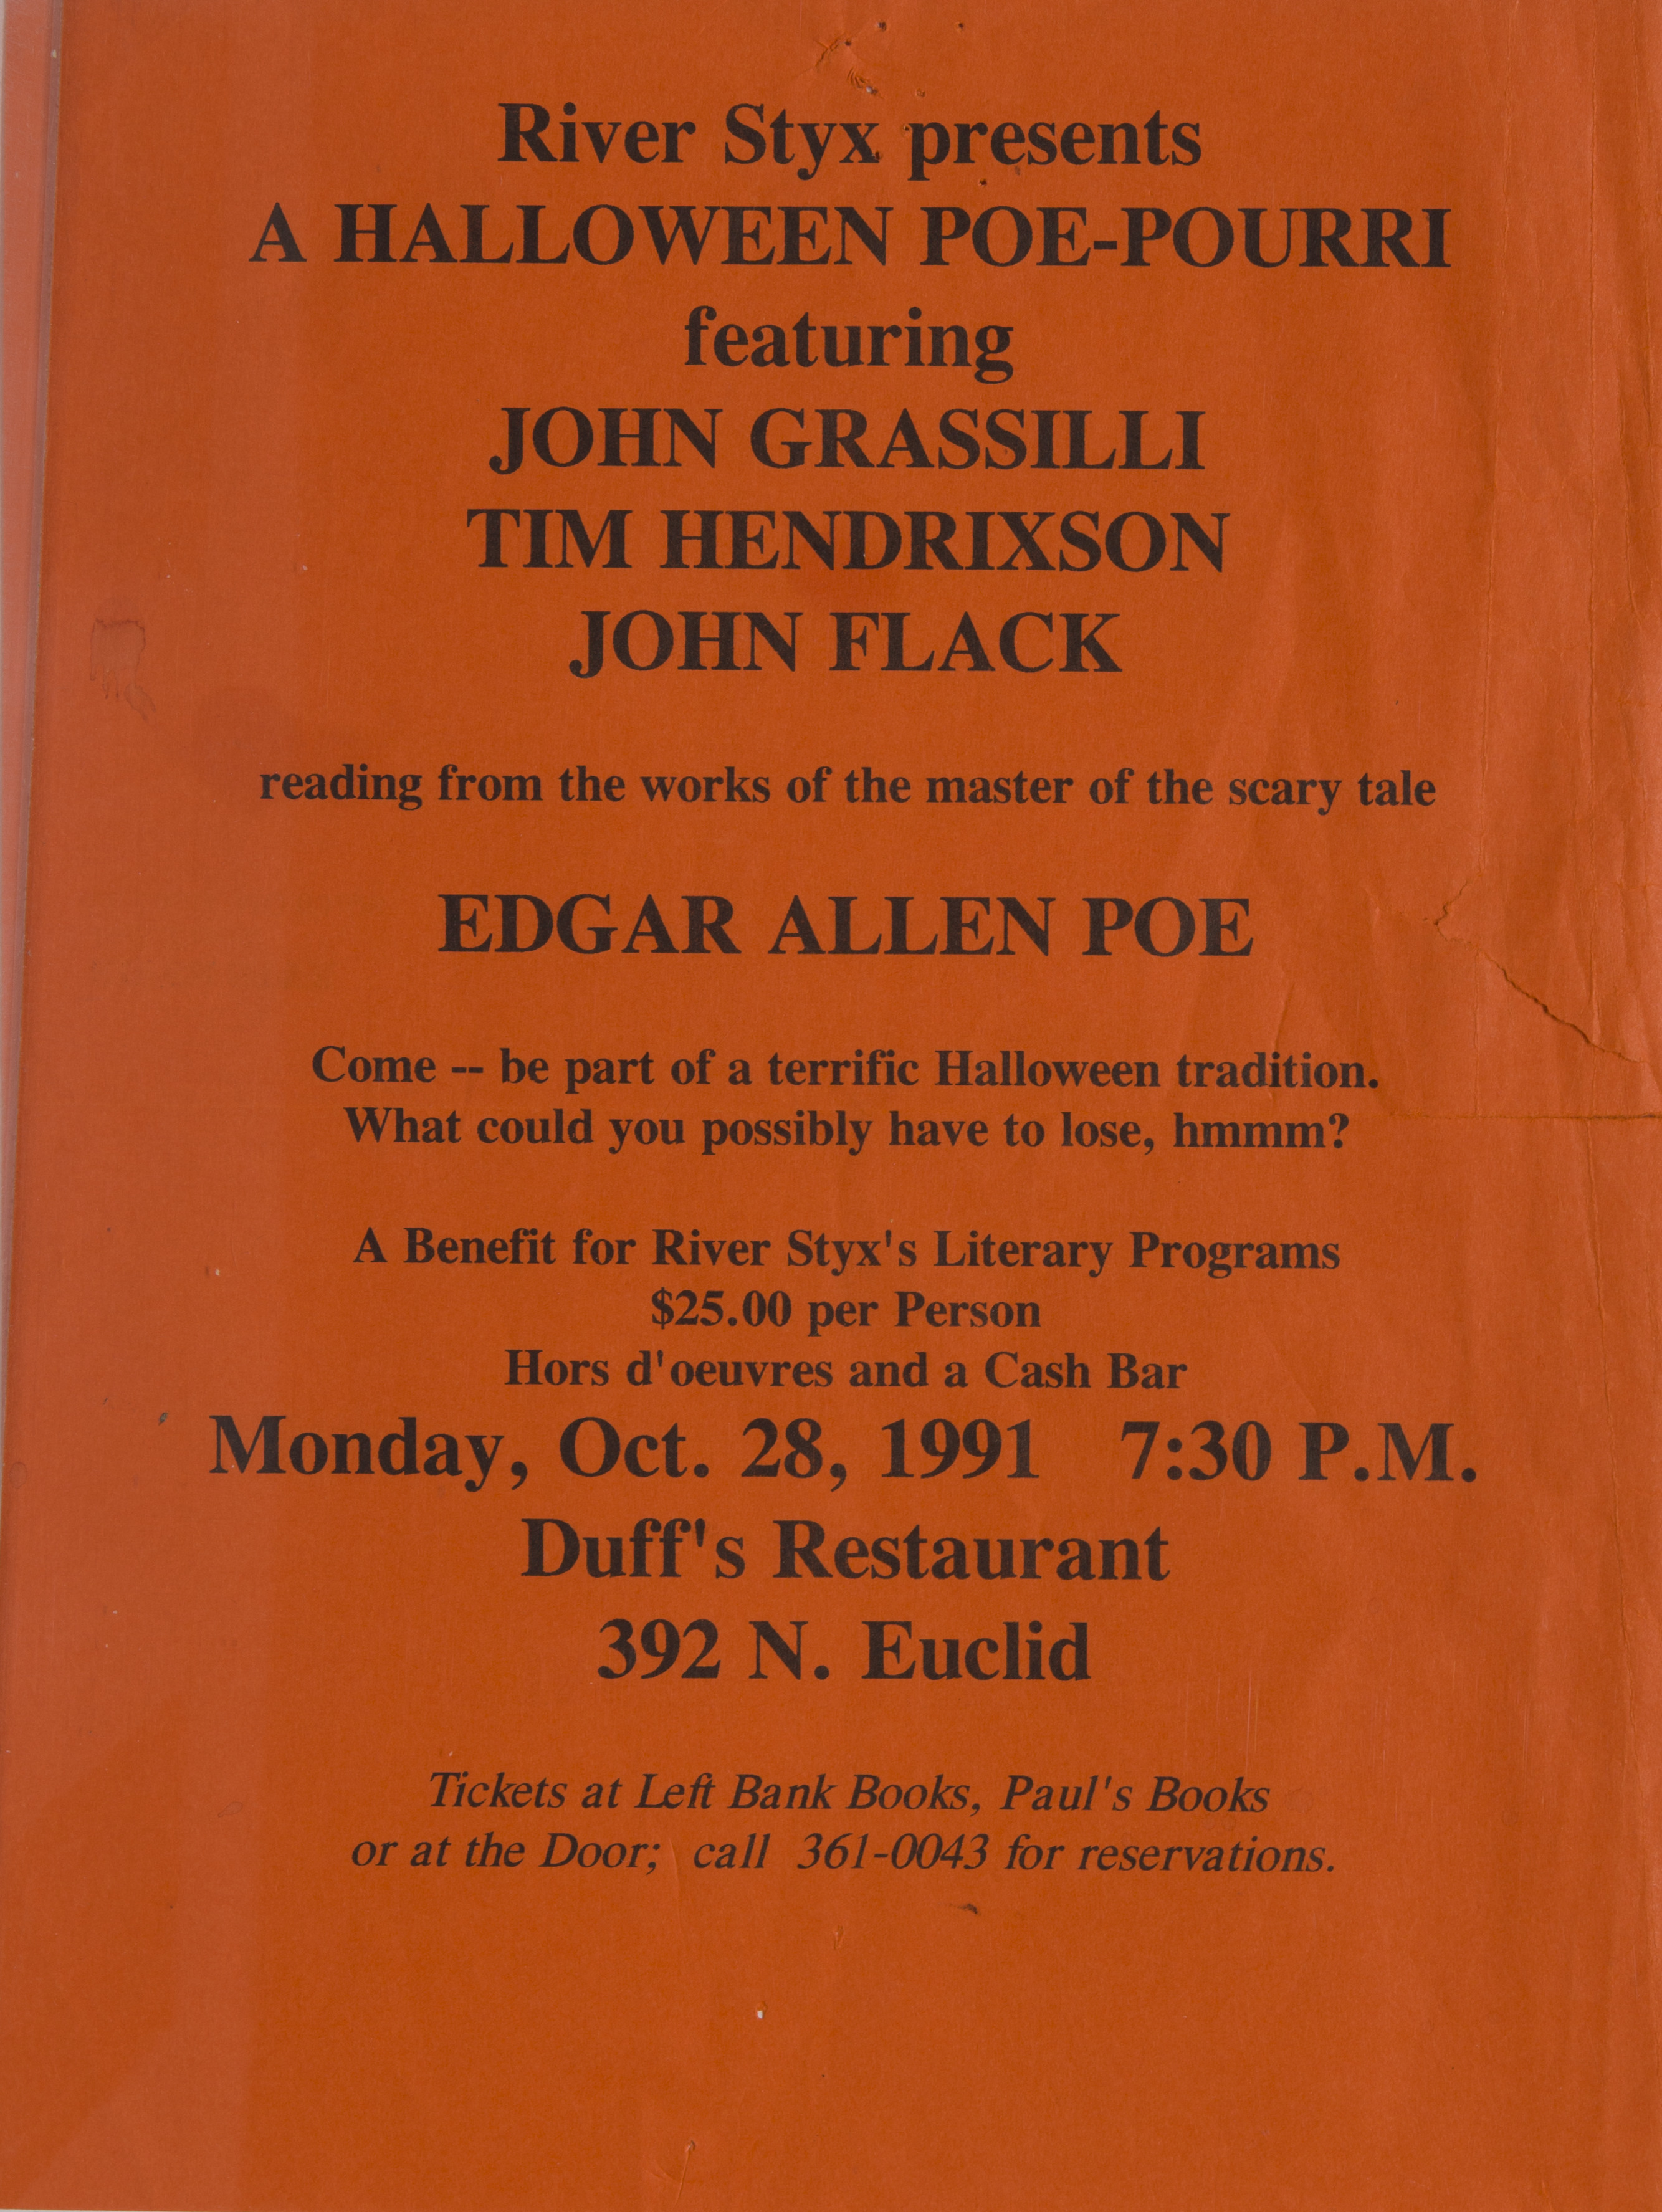 River Styx presents
A HALLOWEEN POE-POURRI
featuring
JOHN GRASSILLI
TIM HENDRIXSON
JOHN FLACK
reading from the works of the master of the scary tale
EDGAR ALLEN POE
Come -- be part of a terrific Halloween tradition.
What could you possibly have to lose, hmmm?
A Benefit for River Styx's Literary Programs
$25.00 per Person
Hors d'oeuvres and a Cash Bar
Monday, Oct. 28, 1991 7:30 P.M.
Duff's Restaurant
392 N. Euclid
Tickets at Left Bank Books, Paul's Books
or at the Door; call 361-0043 for reservations.